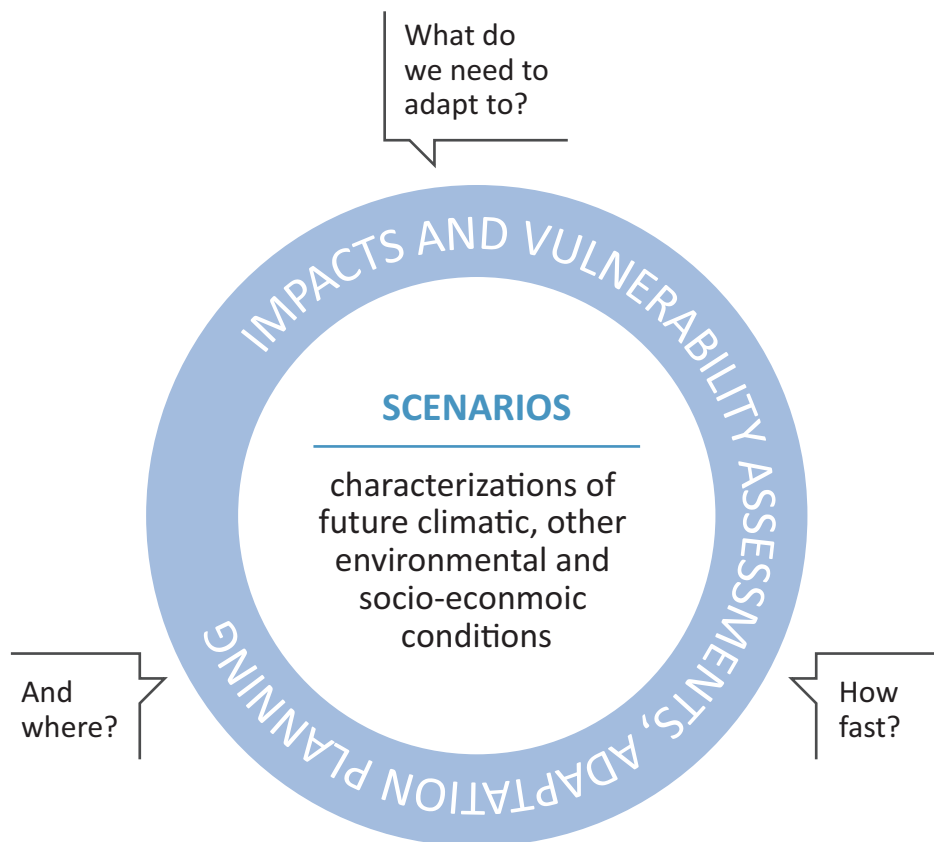 What do
we need to
adapt to?
IMPACTS AND VULNERABILITY ASSESSMENTS, ADAPTATION PLANNING
SCENARIOS
characterizations of
future climatic, other
environmental and
socio-econmoic
conditions
And
where?
How
fast?